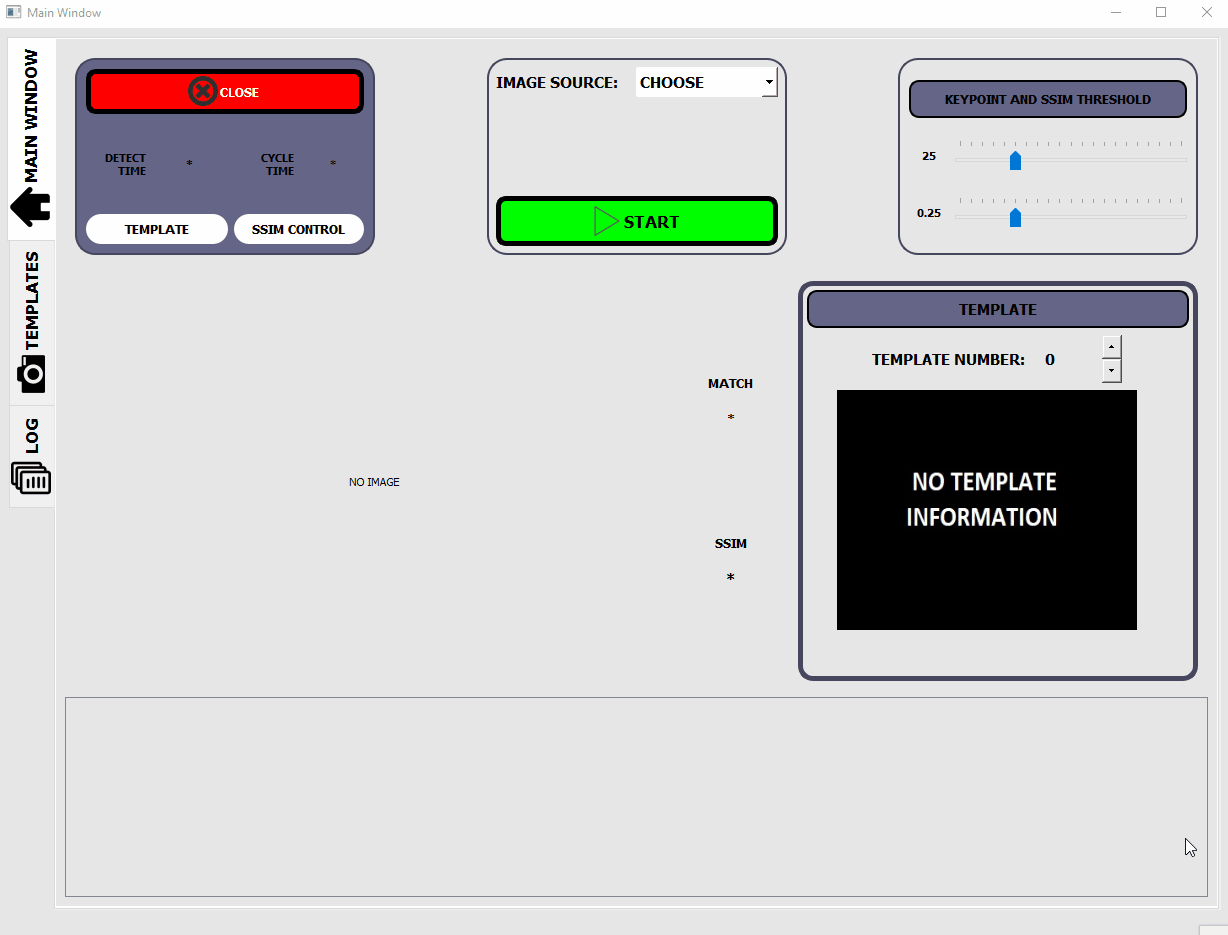 Main Window
MAIN WINDOW
TEMPLATES
LOG
CLOSE
DETECT
TIME
*
CYCLE
TIME
*
TEMPLATE
SSIM CONTROL
IMAGE SOURCE:
CHOOSE
START
KEYPOINT AND SSIM THRESHOLD
25
0.25
NO IMAGE
MATCH
*
SSIM
*
TEMPLATE
TEMPLATE NUMBER: 0
NO TEMPLATE
INFORMATION